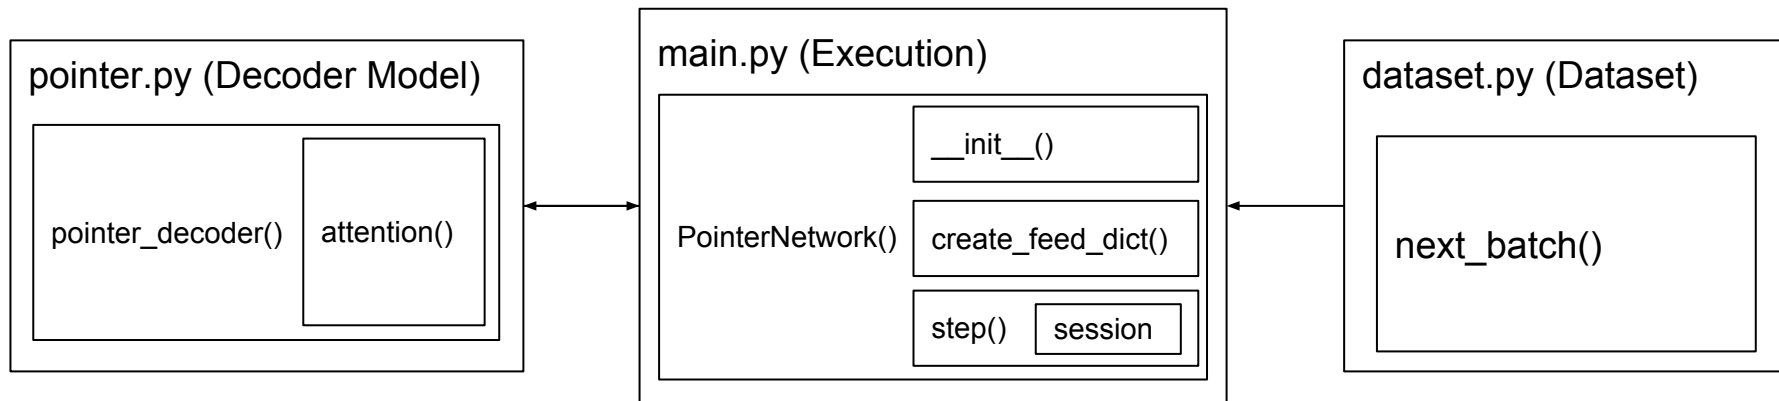 pointer.py (Decoder Model)
pointer_decoder()
attention()
main.py (Execution)
PointerNetwork()
__init__()
create_feed_dict()
step()
session
dataset.py (Dataset)
next_batch()